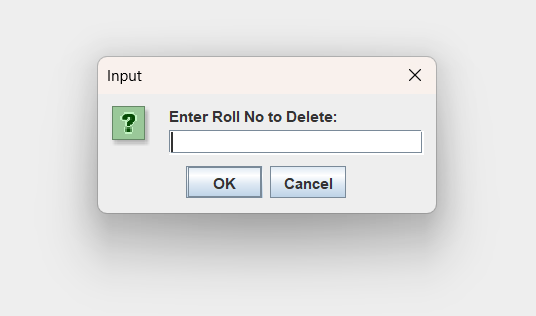 Input
Enter Roll No to Delete:
OK
Cancel